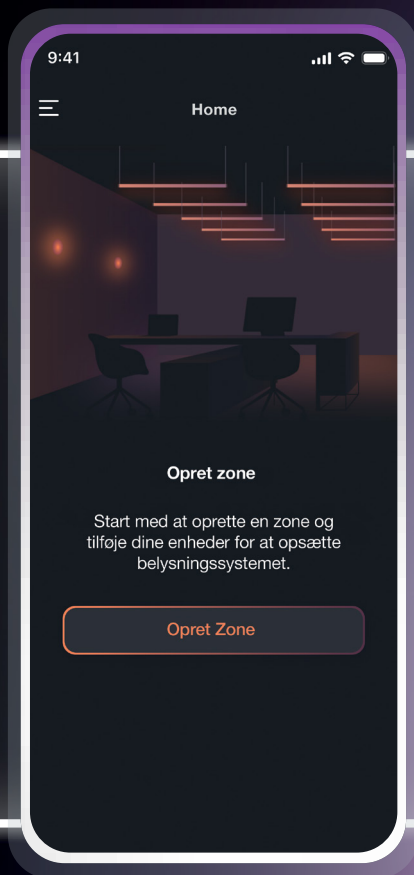 9:41
Home
Opret zone
Start med at oprette en zone og
tilføje dine enheder for at opsætte
belysningssystemet.
Opret Zone